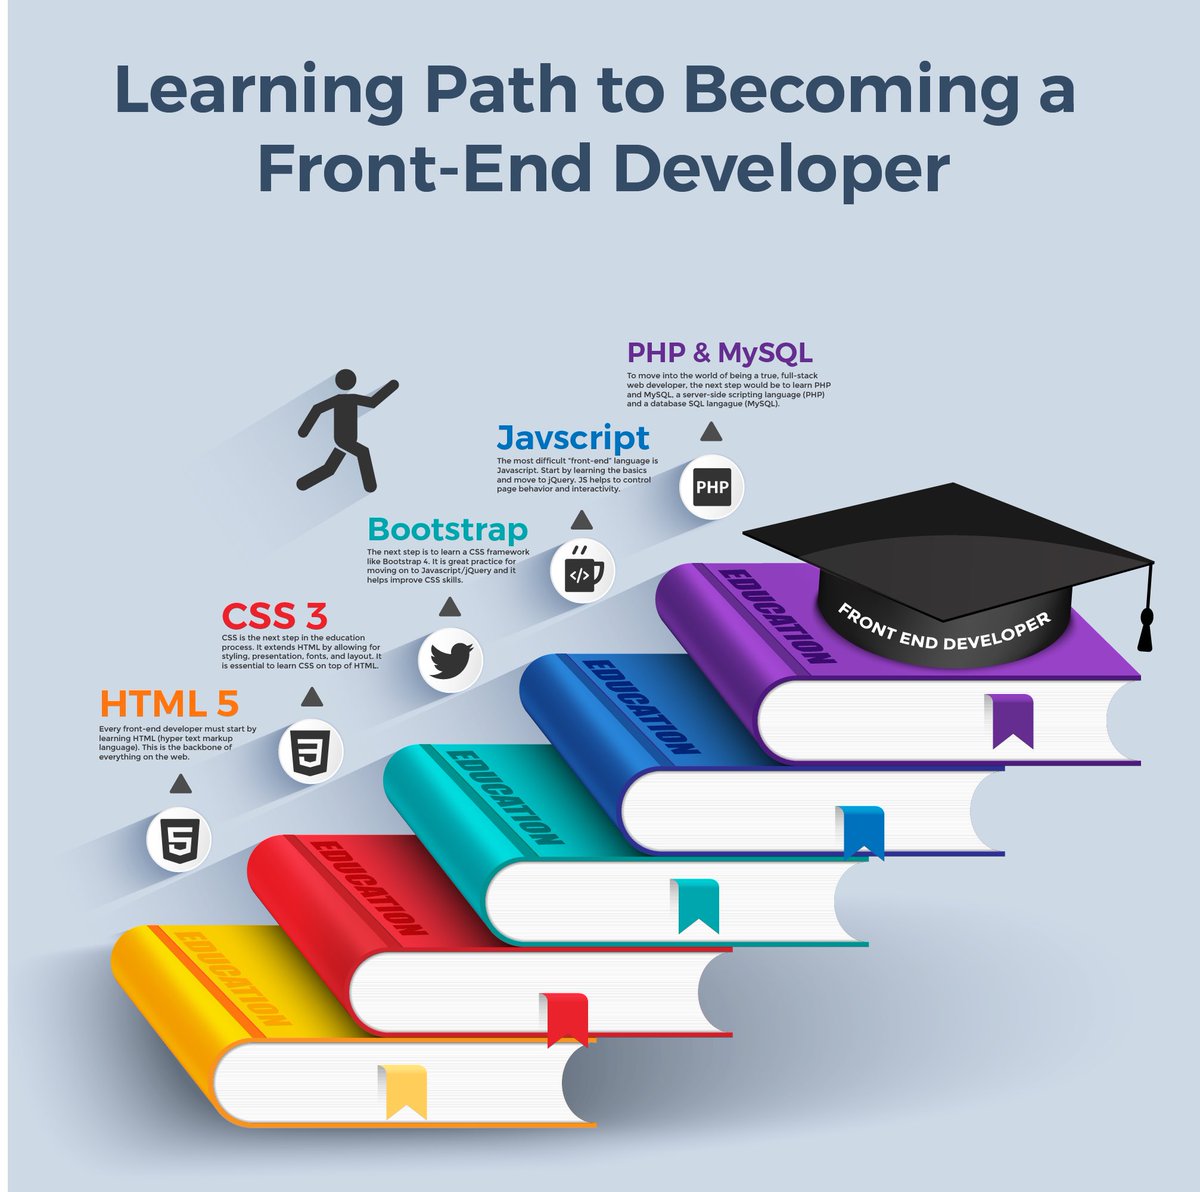 Learning Path to Becoming a
Front-End Developer
PHP & MySQL
To move into the world of being a true, full-stack
web developer, the next step would be to learn PHP
and MySQL, a server-side scripting language (PHP)
and a database SQL langague (MySQL).
Javscript
The most difficult "front-end" language is
Javascript. Start by learning the basics
and move to jQuery. JS helps to control
page behavior and interactivity.
PHP
Bootstrap
The next step is to learn a CSS framework
like Bootstrap 4. It is great practice for
moving on to Javascript/jQuery and it
helps improve CSS skills.
</>
CSS 3
CSS is the next step in the education
process. It extends HTML by allowing for
styling, presentation, fonts, and layout. It
is essential to learn CSS on top of HTML.
3
HTML 5
Every front-end developer must start by
learning HTML (hyper text markup
language). This is the backbone of
everything on the web.
5
FRONT END DEVELOPER
EDUCATION
EDUCATION
EDUCATION
EDUCATION
EDUCATION